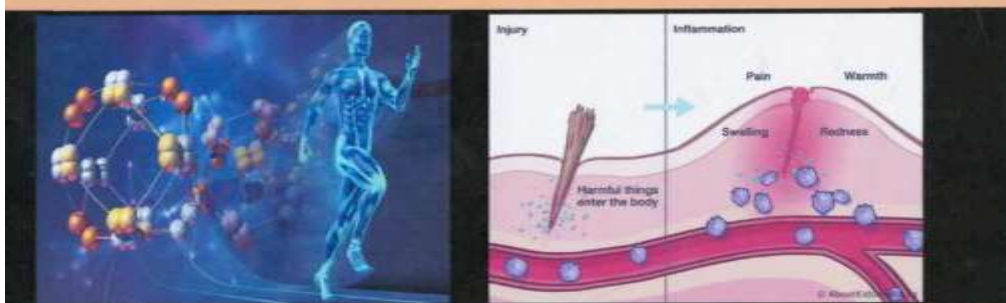 Injury
Inflammation
Pain
Warmth
Swelling
Redness
Harmful things
enter the body